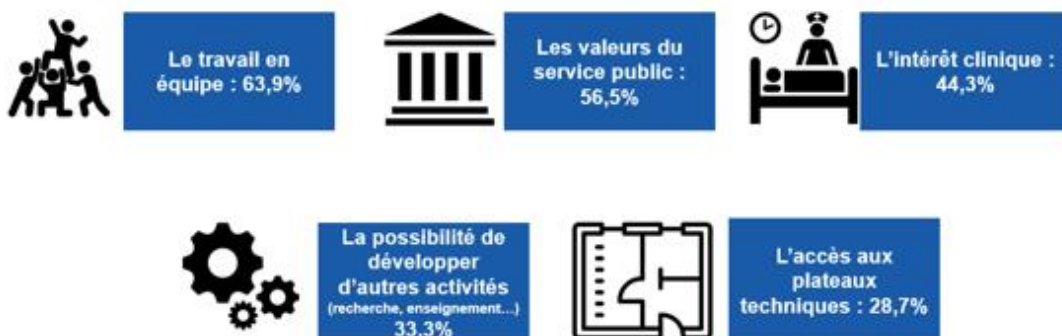 Le travail en
équipe : 63,9%
Les valeurs du
service public :
56,5%
L'intérêt clinique :
44,3%
La possibilité de
développer
d'autres activités
(recherche, enseignement...)
33,3%
L'accès aux
plateaux
techniques : 28,7%